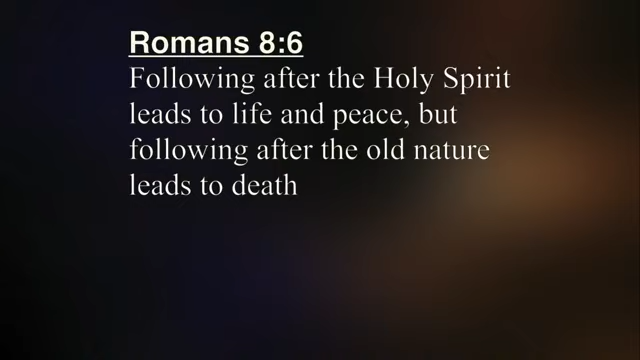 Romans 8:6
Following after the Holy Spirit
leads to life and peace, but
following after the old nature
leads to death